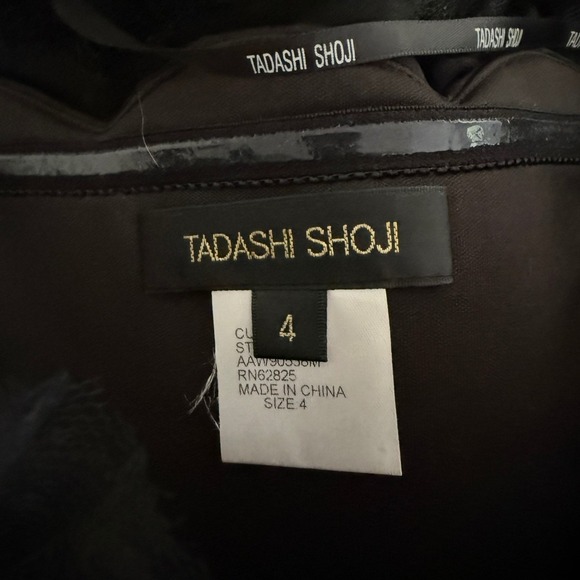 TADASHI SHOJI TADASHI SHOJI
TADASHI SHOJI
4
RN62825
MADE IN CHINA
SIZE 4